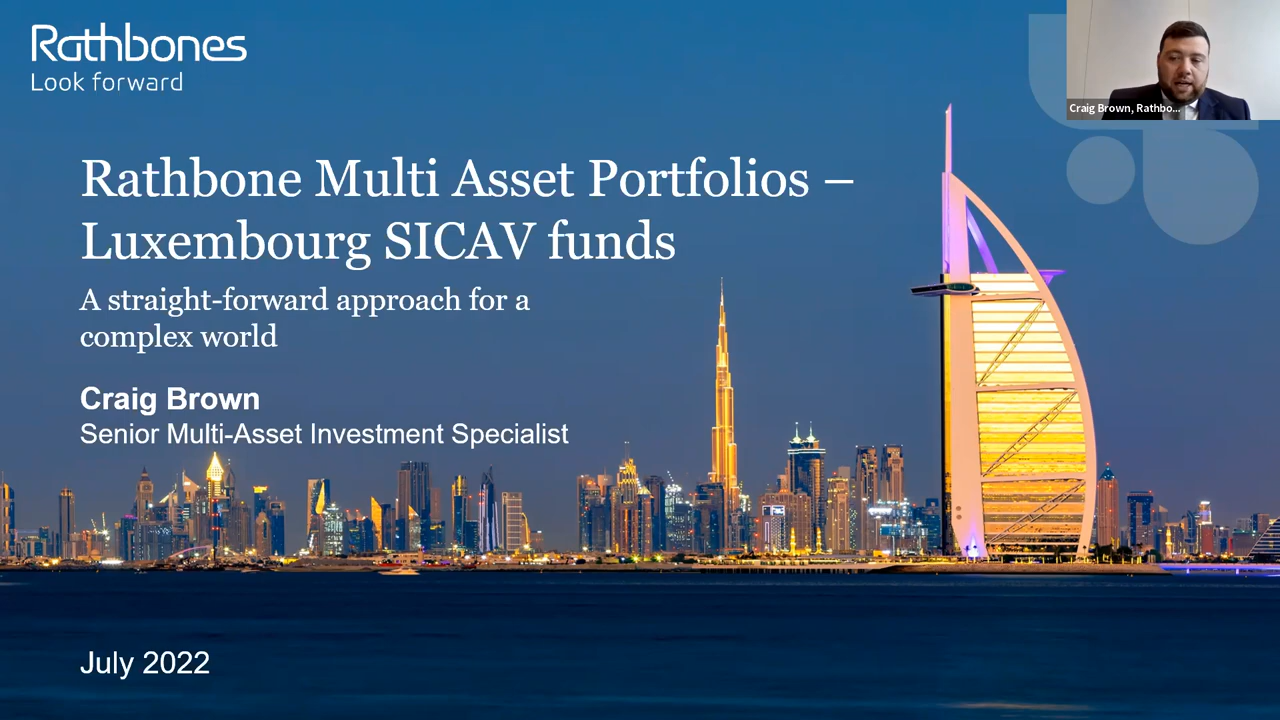 Rathbones
Look forward
Craig Brown, Rathbo...
Rathbone Multi Asset Portfolios –
Luxembourg SICAV funds
A straight-forward approach for a
complex world
Craig Brown
Senior Multi-Asset Investment Specialist
July 2022